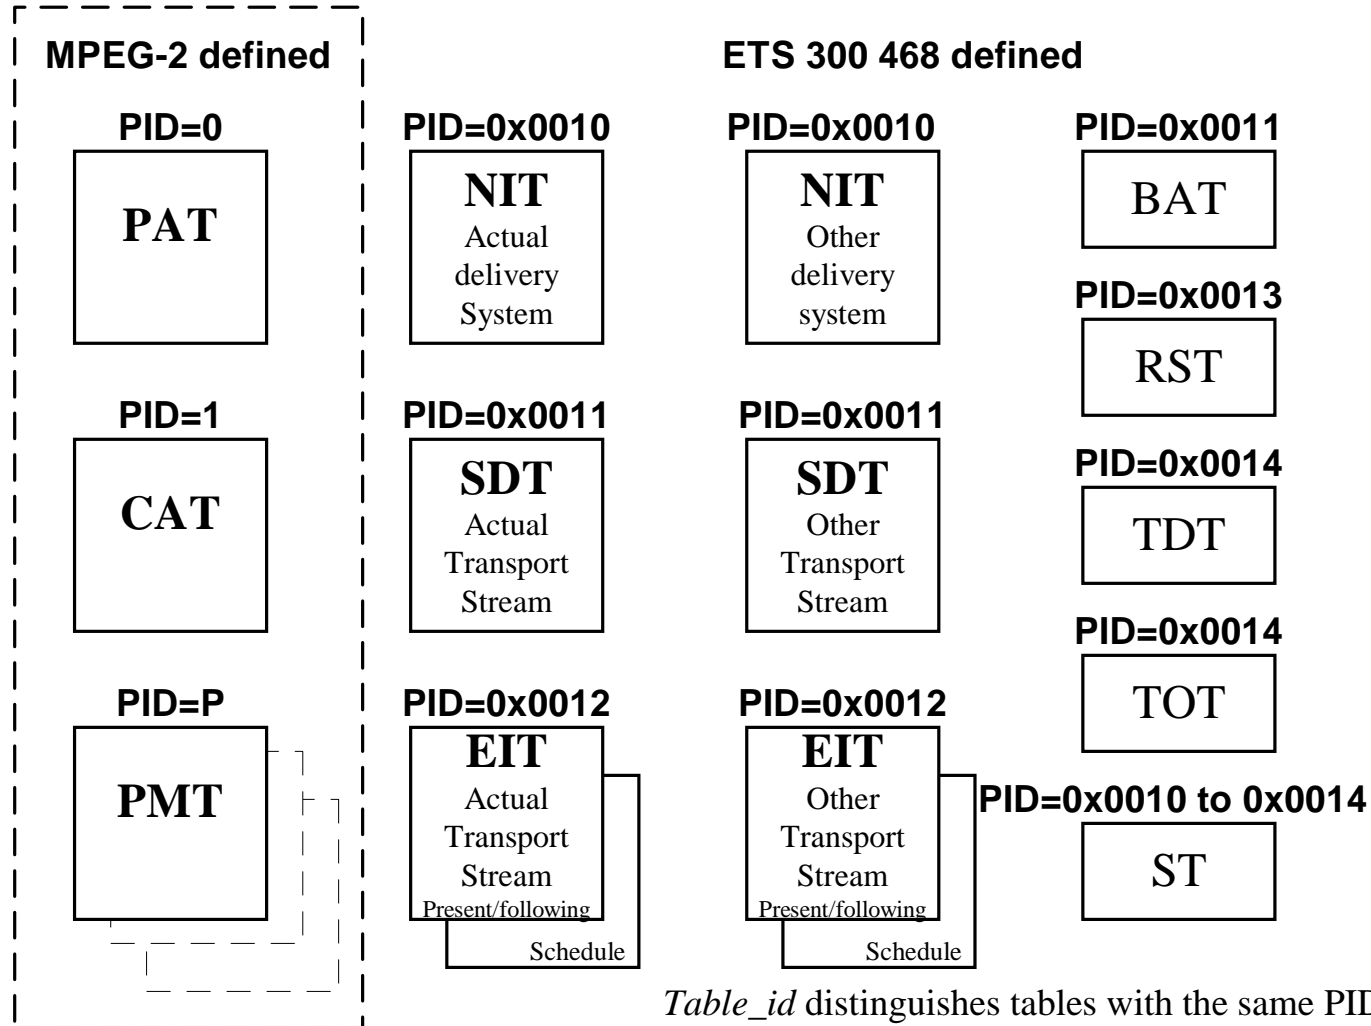 MPEG-2 defined
ETS 300 468 defined
PID=0
PAT
PID=0x0010
NIT
Actual
delivery
System
PID=0x0010
NIT
Other
delivery
system
PID=0x0011
BAT
PID=0x0013
RST
PID=1
CAT
PID=0x0011
SDT
Actual
Transport
Stream
PID=0x0011
SDT
Other
Transport
Stream
PID=0x0014
TDT
PID=0x0014
TOT
PID=P
PMT
PID=0x0012
EIT
Actual
Transport
Stream
Present/following
Schedule
PID=0x0012
EIT
Other
Transport
Stream
Present/following
Schedule
PID=0x0010 to 0x0014
ST
Table_id distinguishes tables with the same PID